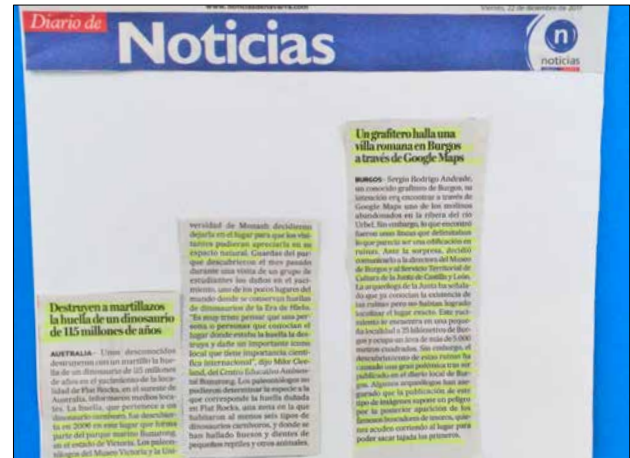 www.noticiasdenavarra.com
Viernes, 22 de diciembre de 2017
Diario de
Noticias
n
noticias
Destruyen a martillazos
la huella de un dinosaurio
de 115 millones de años
AUSTRALIA – Unos desconocidos
destruyeron con un martillo la hue-
lla de un dinosaurio de 115 millones
de años en el yacimiento de la loca-
lidad de Flat Rocks, en el sureste de
Australia, informaron medios loca-
les. La huella, que pertenece a un
dinosaurio carnívoro, fue descubier-
ta en 2006 en este lugar que forma
parte del parque marino Bunurong,
en el estado de Victoria. Los paleon-
tólogos del Museo Victoria y la Uni-
versidad de Monash decidieron
dejarla en el lugar para que los visi-
tantes pudieran apreciarla en su
espacio natural. Guardas del par-
que descubrieron el mes pasado
durante una visita de un grupo de
estudiantes los daños en el yaci-
miento, uno de los pocos lugares del
mundo donde se conservan huellas
de dinosaurios de la Era de Hielo.
"Es muy triste pensar que una per-
sona o personas que conocían el
lugar donde estaba la huella la des-
truya y dañe un importante icono
local que tiene importancia cientí-
fica internacional", dijo Mike Clee-
land, del Centro Educativo Ambien-
tal Bunurong. Los paleontólogos no
pudieron determinar la especie a la
que corresponde la huella dañada
en Flat Rocks, una zona en la que
habitaron al menos seis tipos de
dinosaurios carnívoros, y donde se
han hallado huesos y dientes de
pequeños reptiles y otros animales.
Un grafitero halla una
villa romana en Burgos
a través de Google Maps
BURGOS – Sergio Rodrigo Andrade,
un conocido grafitero de Burgos, su
intención era encontrar a través de
Google Maps uno de los molinos
abandonados en la ribera del río
Urbel. Sin embargo, lo que encontró
fueron unas líneas que delimitaban
lo que parecía ser una edificación en
ruinas. Ante la sorpresa, decidió
comunicarlo a la directora del Museo
de Burgos y al Servicio Territorial de
Cultura de la Junta de Castilla y León.
La arqueóloga de la Junta ha señala-
do que ya conocían la existencia de
las ruinas pero no habían logrado
localizar el lugar exacto. Este yaci-
miento se encuentra en una peque-
ña localidad a 25 kilómetros de Bur-
gos y ocupa un área de más de 5.000
metros cuadrados. Sin embargo, el
descubrimiento de estas ruinas ha
causado una gran polémica tras ser
publicado en el diario local de Bur-
gos. Algunos arqueólogos han ase-
gurado que la publicación de este
tipo de imágenes supone un peligro
por la posterior aparición de los
famosos buscadores de tesoros, quie-
nes acuden corriendo al lugar para
poder sacar tajada los primeros.